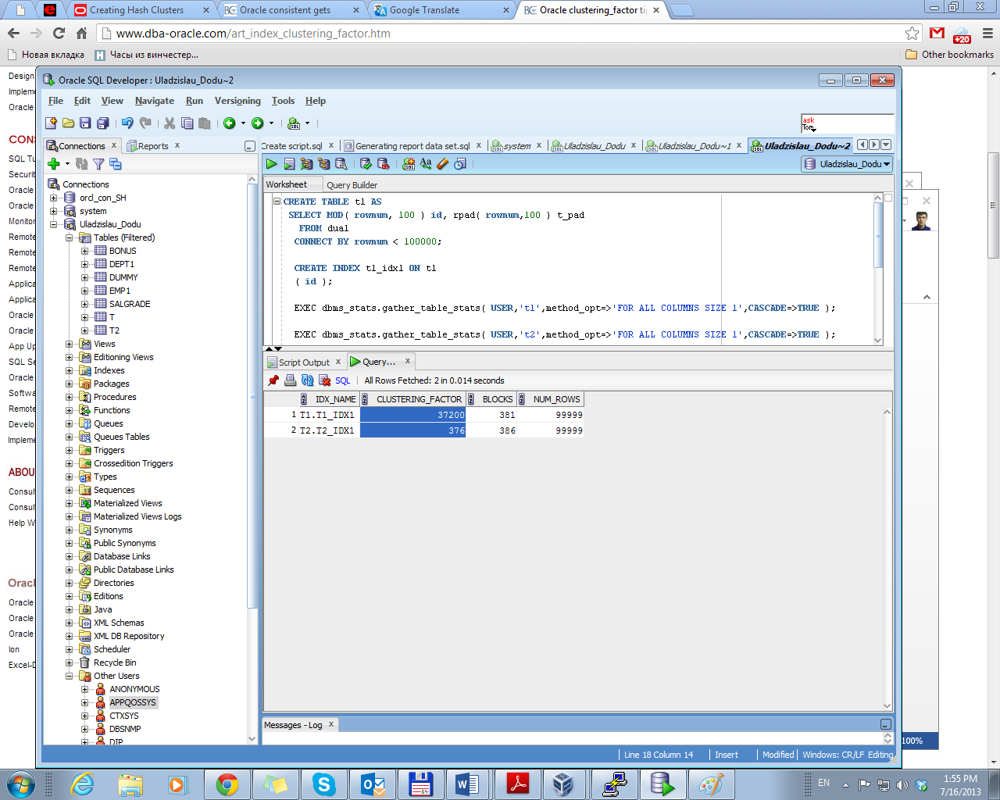 Creating Hash Clusters
Oracle consistent gets
Google Translate
Oracle clustering_factor tip
www.dba-oracle.com/art_index_clustering_factor.htm
+20
Новая вкладка
Часы из винчестер...
Other bookmarks
Design
Impleme
Oracle
CONS
SQL Tu
Securit
Oracle
Oracle
Monitor
Remote
Remote
Remote
Applica
Applica
Oracle
Oracle
App Up
SQL Se
Oracle
Softwa
Remote
Develo
Impleme
ABOU
Consul
Consul
Help W
Oracl
Oracle
Oracle
Oracle
Ion
Excel-D
Oracle SQL Developer : Uladzislau_Dodu~2
File Edit View Navigate Run Versioning Tools Help
ask
Tom
Connections
Reports
Create script.sql
Generating report data set.sql
system
Uladzislau_Dodu
Uladzislau_Dodu~1
Uladzislau_Dodu~2
Uladzislau_Dodu
Connections
orcl_con_SH
system
Uladzislau_Dodu
Tables (Filtered)
BONUS
DEPT1
DUMMY
EMP1
SALGRADE
T
T2
Views
Editioning Views
Indexes
Packages
Procedures
Functions
Queues
Queues Tables
Triggers
Crossedition Triggers
Types
Sequences
Materialized Views
Materialized Views Logs
Synonyms
Public Synonyms
Database Links
Public Database Links
Directories
Editions
Java
XML Schemas
XML DB Repository
Scheduler
Recycle Bin
Other Users
ANONYMOUS
APPQOSSYS
CTXSYS
DBSNMP
DIP
Worksheet
Query Builder
CREATE TABLE t1 AS
SELECT MOD( rownum, 100 ) id, rpad( rownum,100 ) t_pad
FROM dual
CONNECT BY rownum < 100000;
CREATE INDEX t1_idx1 ON t1
( id );
EXEC dbms_stats.gather_table_stats( USER,'t1',method_opt=>'FOR ALL COLUMNS SIZE 1',CASCADE=>TRUE );
EXEC dbms_stats.gather_table_stats( USER,'t2',method_opt=>'FOR ALL COLUMNS SIZE 1',CASCADE=>TRUE );
Script Output
Query...
SQL
All Rows Fetched: 2 in 0.014 seconds
IDX_NAME CLUSTERING_FACTOR BLOCKS NUM_ROWS
1 T1.T1_IDX1 37200 381 99999
2 T2.T2_IDX1 376 386 99999
Messages - Log
Line 18 Column 14
Insert
Modified
Windows: CR/LF Editing
100%
EN
1:55 PM
7/16/2013